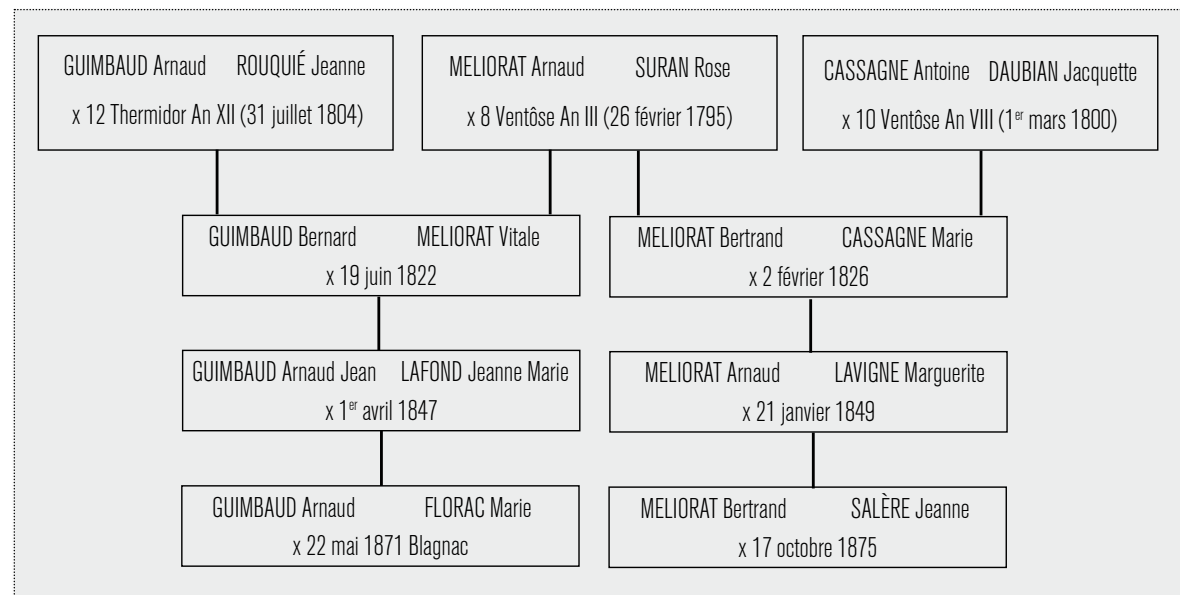 GUIMBAUD Arnaud ROUQUIÉ Jeanne
x 12 Thermidor An XII (31 juillet 1804)
MELIORAT Arnaud SURAN Rose
x 8 Ventôse An III (26 février 1795)
CASSAGNE Antoine DAUBIAN Jacquette
x 10 Ventôse An VIII (1er mars 1800)
GUIMBAUD Bernard MELIORAT Vitale
x 19 juin 1822
MELIORAT Bertrand CASSAGNE Marie
x 2 février 1826
GUIMBAUD Arnaud Jean LAFOND Jeanne Marie
x 1er avril 1847
MELIORAT Arnaud LAVIGNE Marguerite
x 21 janvier 1849
GUIMBAUD Arnaud FLORAC Marie
x 22 mai 1871 Blagnac
MELIORAT Bertrand SALÈRE Jeanne
x 17 octobre 1875